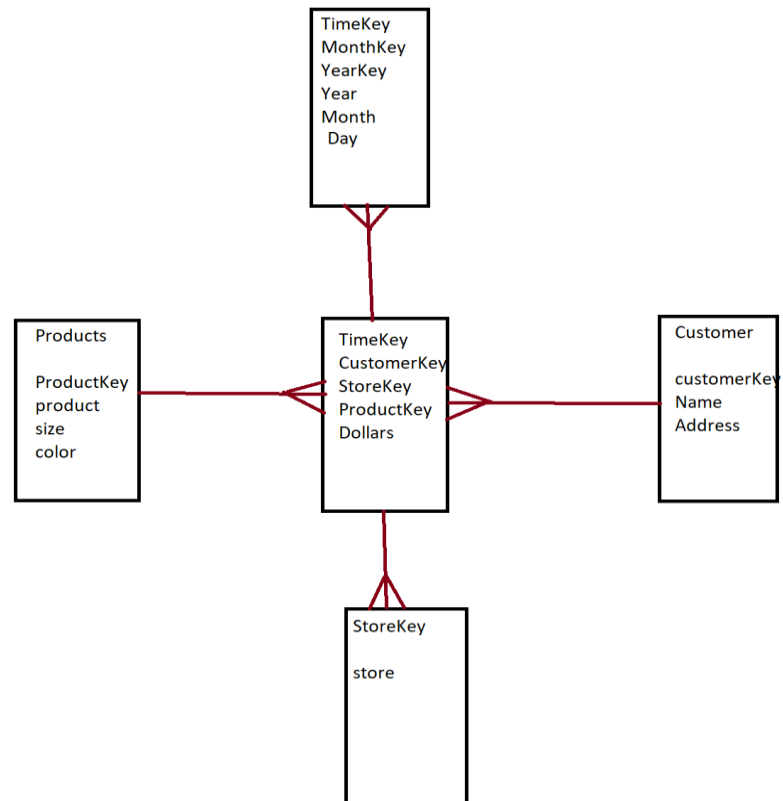 TimeKey
MonthKey
YearKey
Year
Month
Day
Products
ProductKey
product
size
color
TimeKey
CustomerKey
StoreKey
ProductKey
Dollars
Customer
customerKey
Name
Address
StoreKey
store